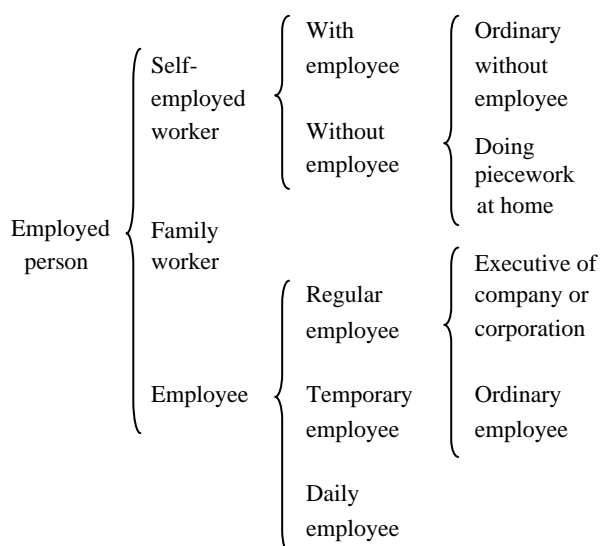 Employed
person
Self-
employed
worker
Family
worker
Employee
With
employee
Without
employee
Regular
employee
Temporary
employee
Daily
employee
Ordinary
without
employee
Doing
piecework
at home
Executive of
company or
corporation
Ordinary
employee